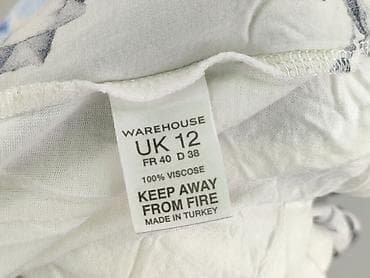 WAREHOUSE
UK 12
FR 40 D 38
100% VISCOSE
KEEP AWAY
FROM FIRE
MADE IN TURKEY